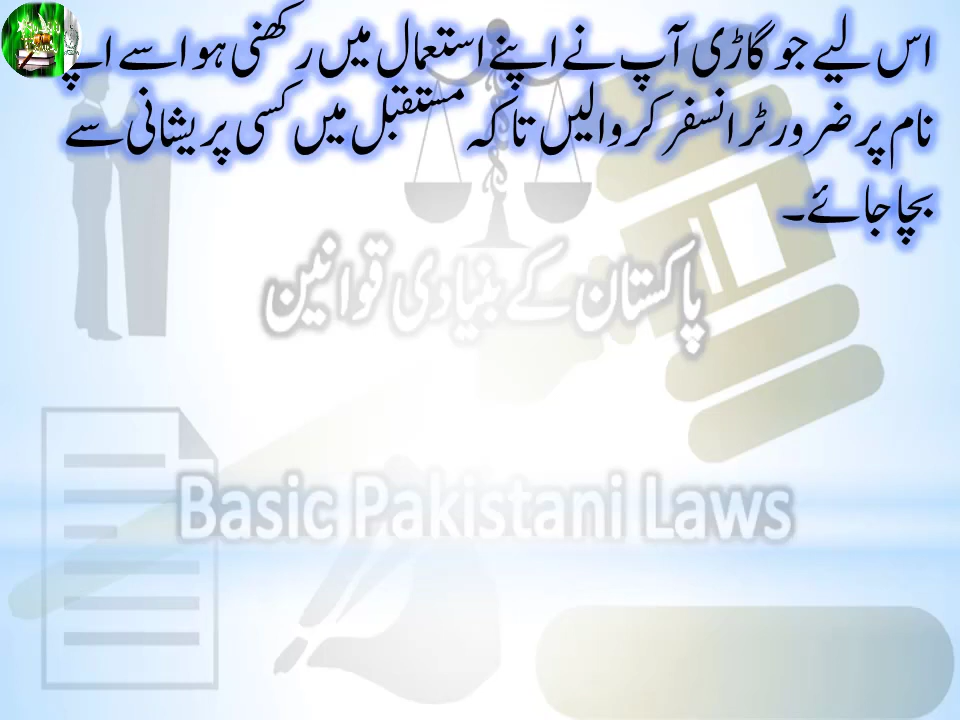 اس لیے جو گاڑی آپ نے اپنے استعمال میں رکھنی ہو اسے اپنے
نام پر ضرور ٹرانسفر کروالیں تاکہ مستقبل میں کسی پریشانی سے
بچا جائے۔
پاکستان کے بنیادی قوانین
Basic Pakistani Laws